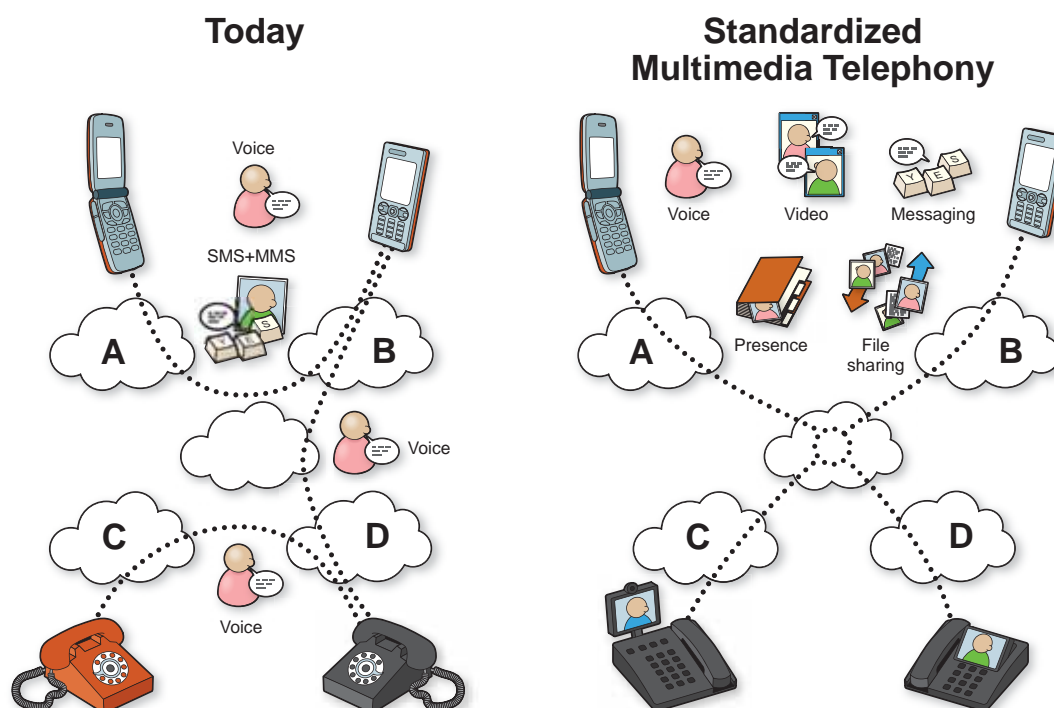 Today
Voice
SMS+MMS
Y E S
A
B
Voice
C
D
Voice
Standardized
Multimedia Telephony
Voice
Video
Y E S
Messaging
Presence
File
sharing
A
B
C
D